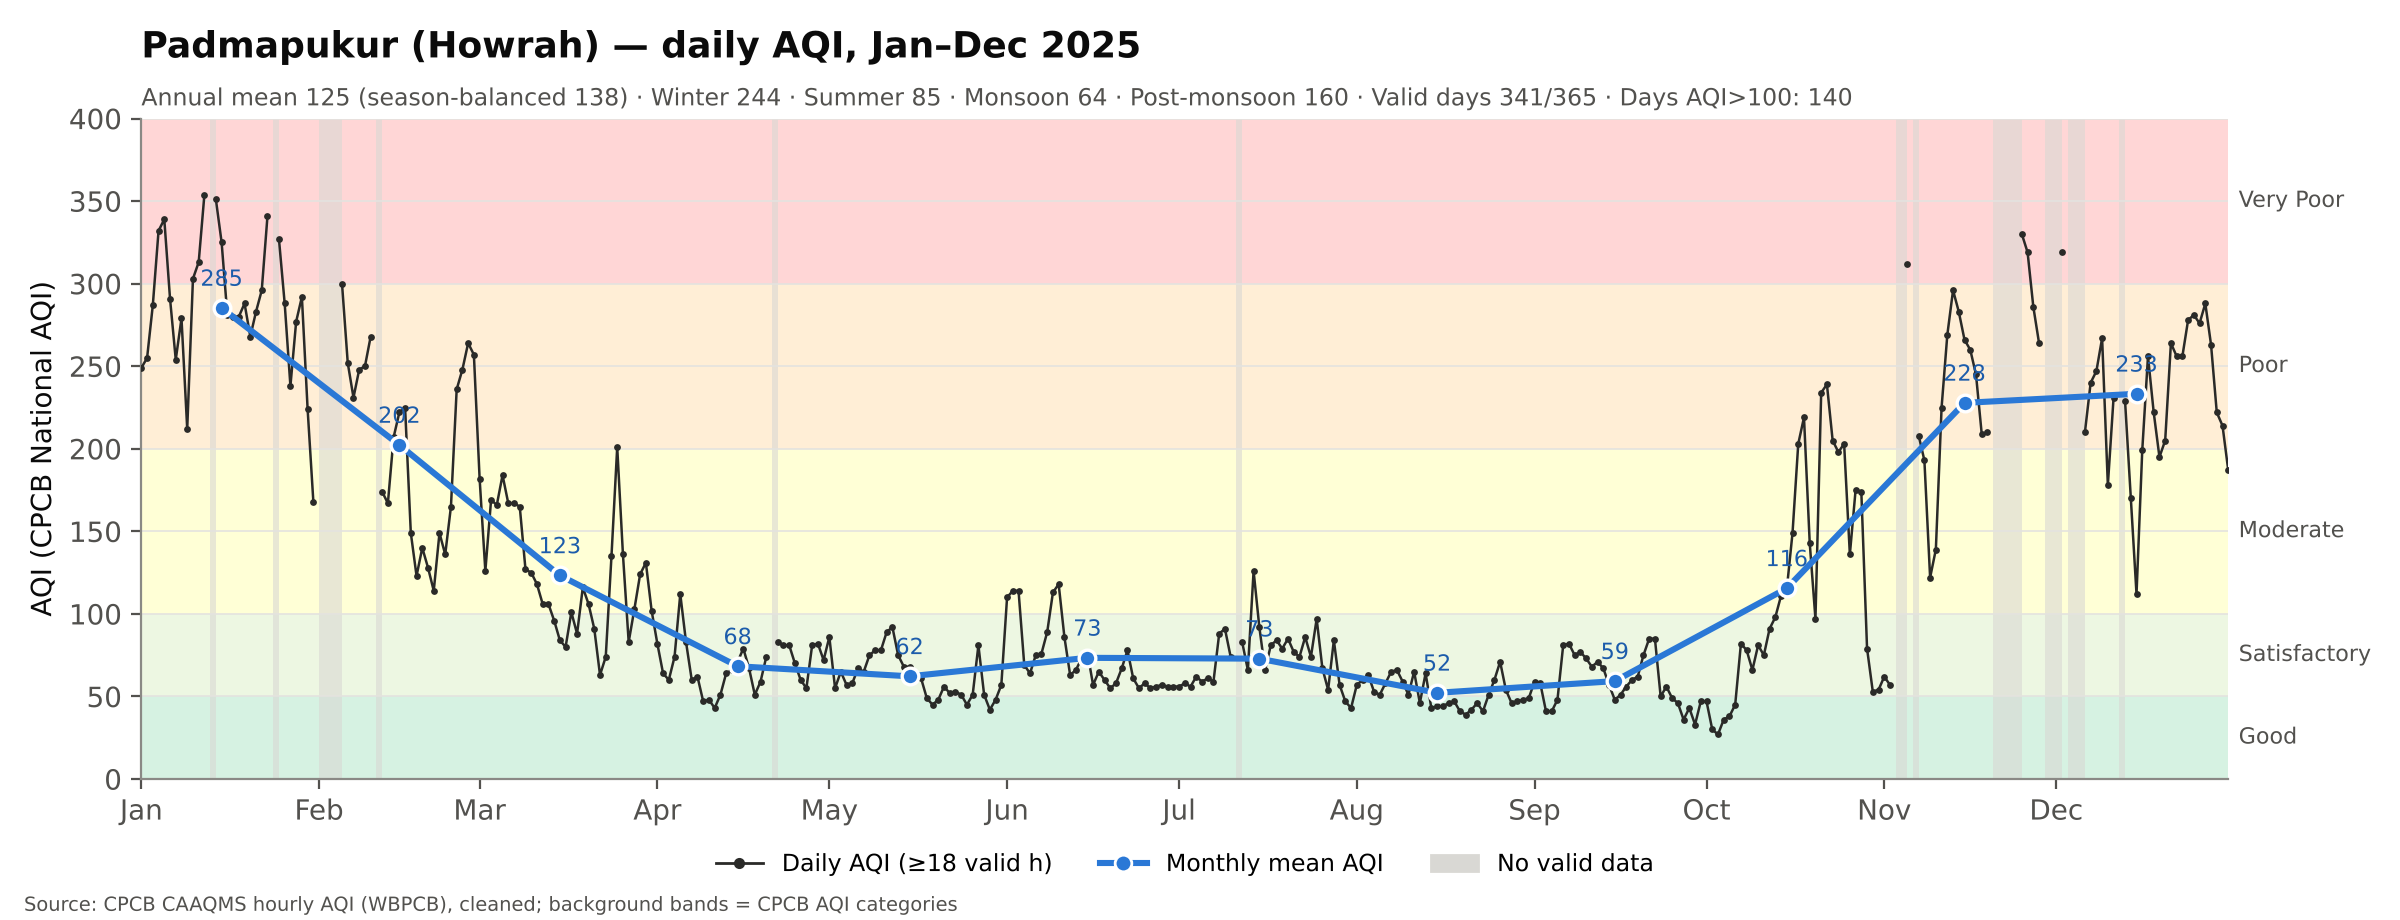 Padmapukur (Howrah) — daily AQI, Jan–Dec 2025
Annual mean 125 (season-balanced 138) · Winter 244 · Summer 85 · Monsoon 64 · Post-monsoon 160 · Valid days 341/365 · Days AQI>100: 140
AQI (CPCB National AQI)
400
350
300
250
200
150
100
50
0
285
202
123
68
62
73
73
52
59
116
228
233
Very Poor
Poor
Moderate
Satisfactory
Good
Jan Feb Mar Apr May Jun Jul Aug Sep Oct Nov Dec
Daily AQI (≥18 valid h) Monthly mean AQI No valid data
Source: CPCB CAAQMS hourly AQI (WBPCB), cleaned; background bands = CPCB AQI categories